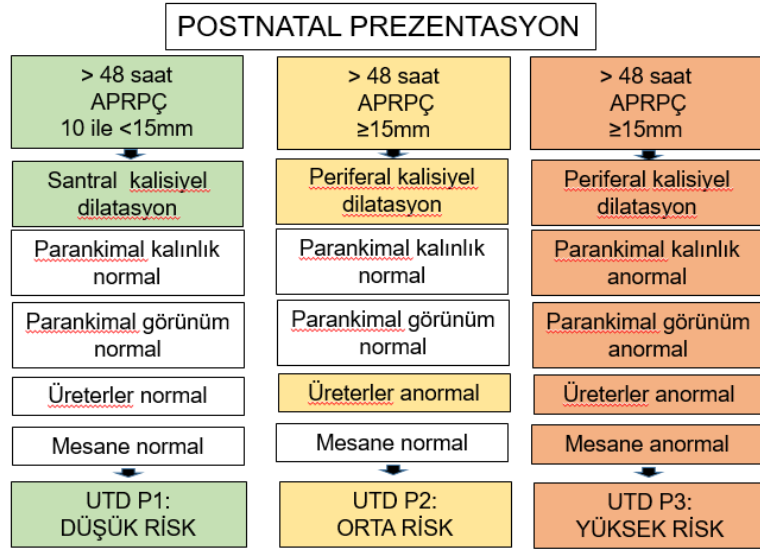 POSTNATAL PREZENTASYON
> 48 saat
APRPÇ
10 ile <15mm
Santral kalisiyel
dilatasyon
Parankimal kalınlık
normal
Parankimal görünüm
normal
Üreterler normal
Mesane normal
UTD P1:
DÜŞÜK RİSK
> 48 saat
APRPÇ
≥15mm
Periferal kalisiyel
dilatasyon
Parankimal kalınlık
normal
Parankimal görünüm
normal
Üreterler anormal
Mesane normal
UTD P2:
ORTA RİSK
> 48 saat
APRPÇ
≥15mm
Periferal kalisiyel
dilatasyon
Parankimal kalınlık
anormal
Parankimal görünüm
anormal
Üreterler anormal
Mesane anormal
UTD P3:
YÜKSEK RİSK